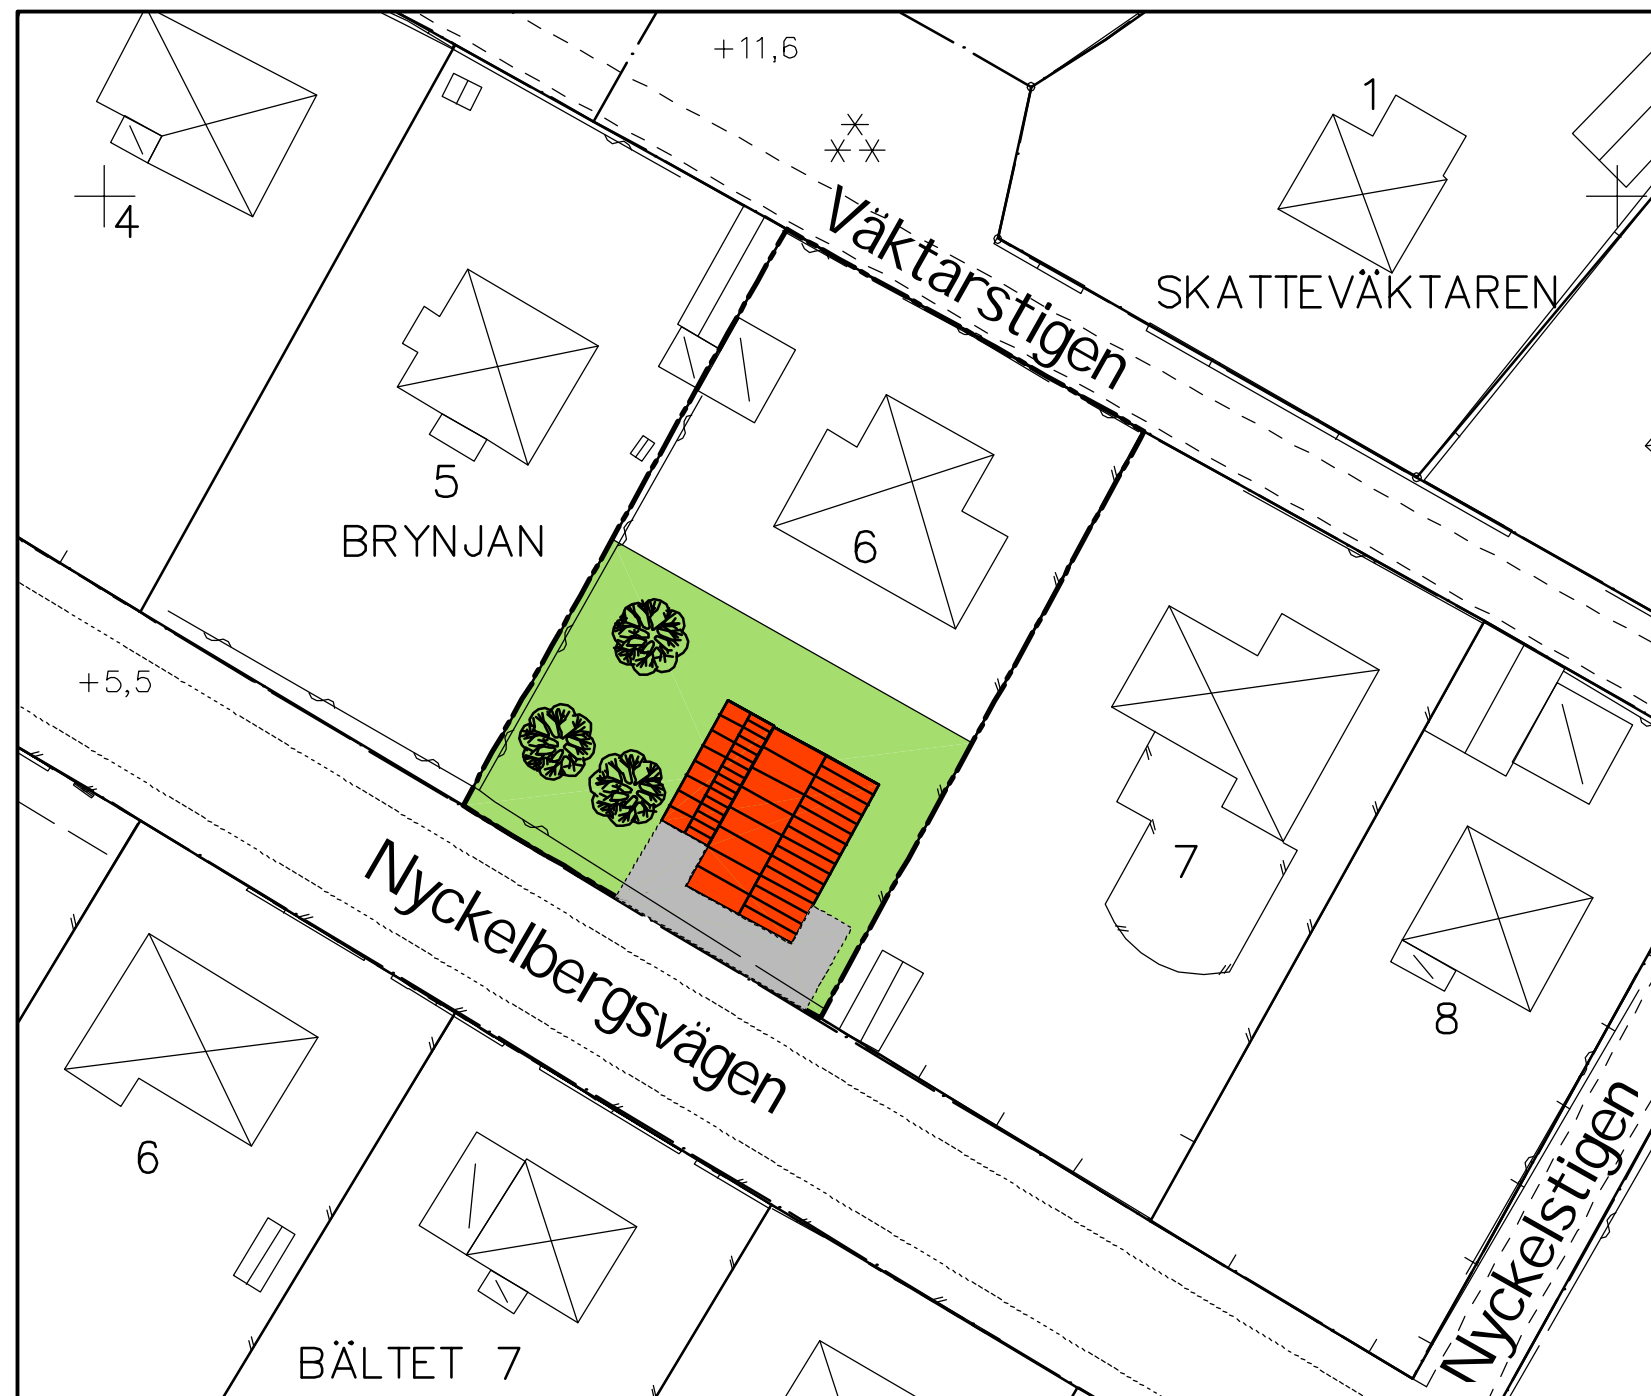 +11,6
1
4
Väktarstigen
SKATTEVÄKTAREN
5
BRYNJAN
6
+5,5
7
Nyckelbergsvägen
8
6
Nyckelstigen
BÄLTET 7